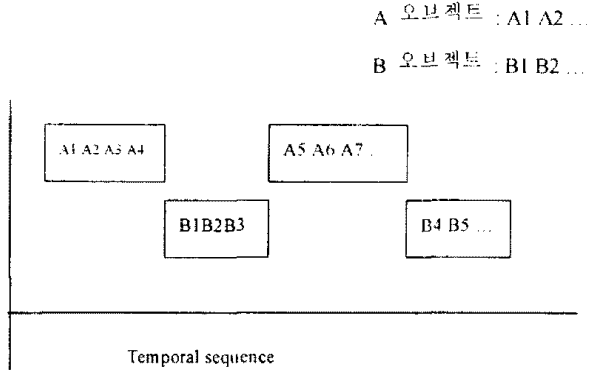 A 오브젝트 : A1 A2 ...
B 오브젝트 : B1 B2 ...
A1 A2 A3 A4
A5 A6 A7 .
B1B2B3
B4 B5 ...
Temporal sequence